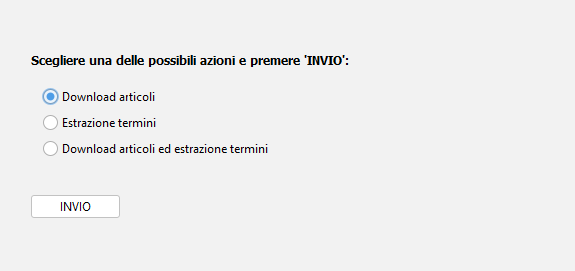 Scegliere una delle possibili azioni e premere 'INVIO':
Download articoli
Estrazione termini
Download articoli ed estrazione termini
INVIO